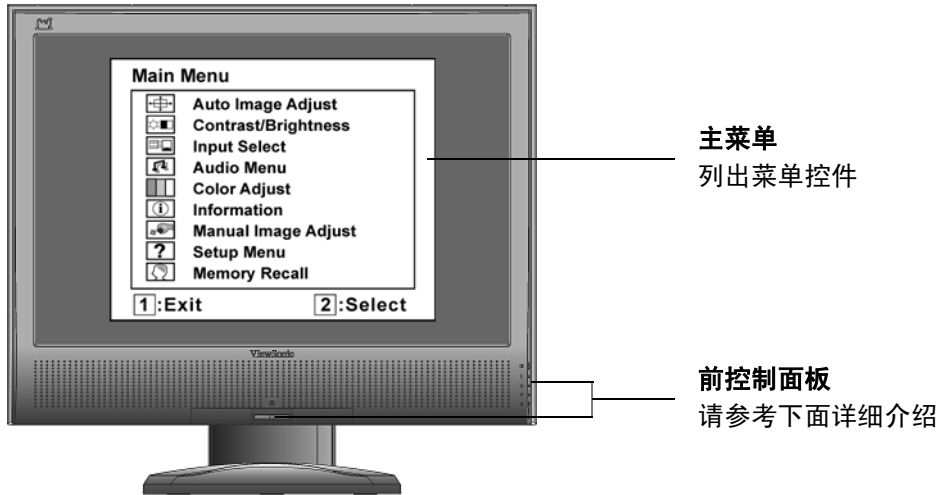 Main Menu
Auto Image Adjust
Contrast/Brightness
Input Select
Audio Menu
Color Adjust
Information
Manual Image Adjust
? Setup Menu
Memory Recall
1:Exit 2:Select
主菜单
列出菜单控件
ViewSonic
前控制面板
请参考下面详细介绍